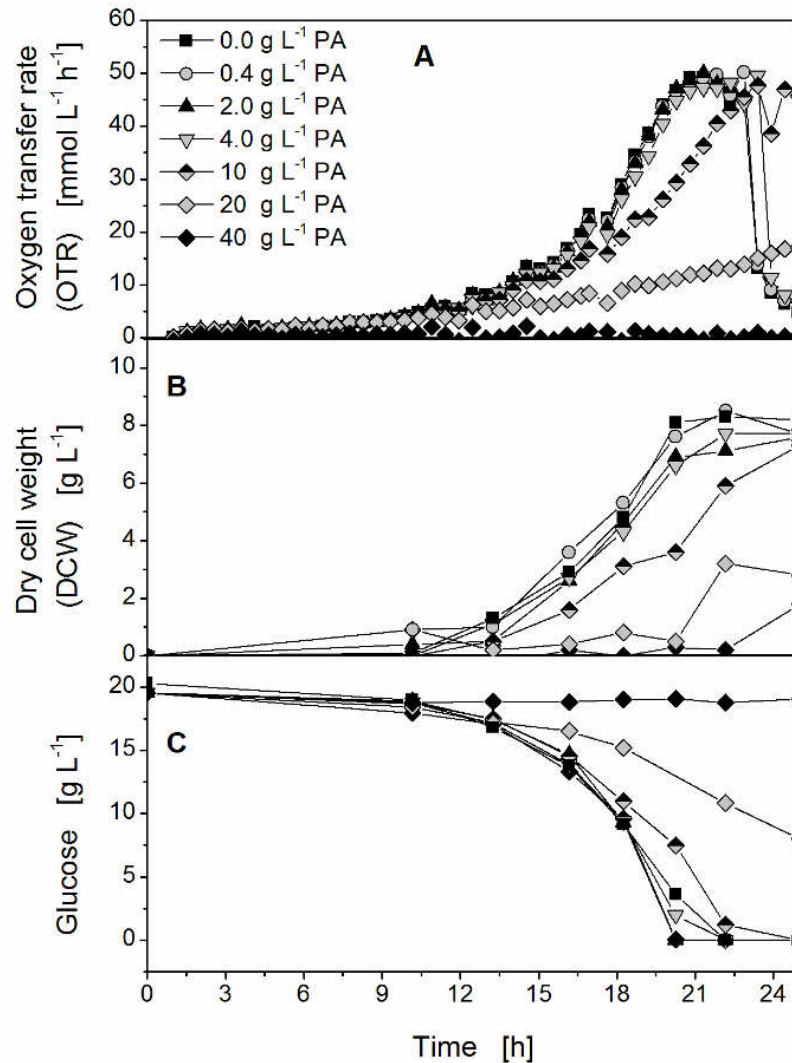 A
0.0 g L⁻¹ PA
0.4 g L⁻¹ PA
2.0 g L⁻¹ PA
4.0 g L⁻¹ PA
10 g L⁻¹ PA
20 g L⁻¹ PA
40 g L⁻¹ PA
Oxygen transfer rate
(OTR) [mmol L⁻¹ h⁻¹]
60
50
40
30
20
10
0
B
Dry cell weight
(DCW) [g L⁻¹]
10
8
6
4
2
0
C
Glucose [g L⁻¹]
20
15
10
5
0
0 3 6 9 12 15 18 21 24
Time [h]